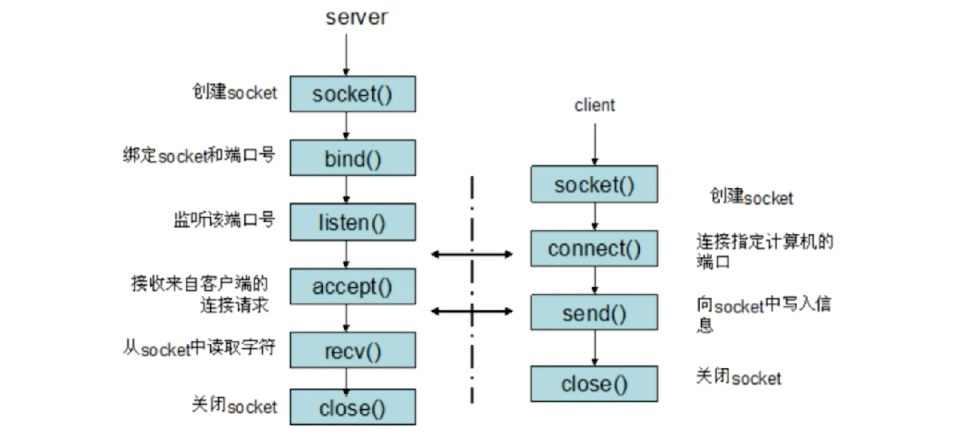 server
创建socket
socket()
绑定socket和端口号
bind()
监听该端口号
listen()
接收来自客户端的
连接请求
accept()
从socket中读取字符
recv()
关闭socket
close()
client
socket()
创建socket
connect()
连接指定计算机的
端口
send()
向socket中写入信
息
close()
关闭socket